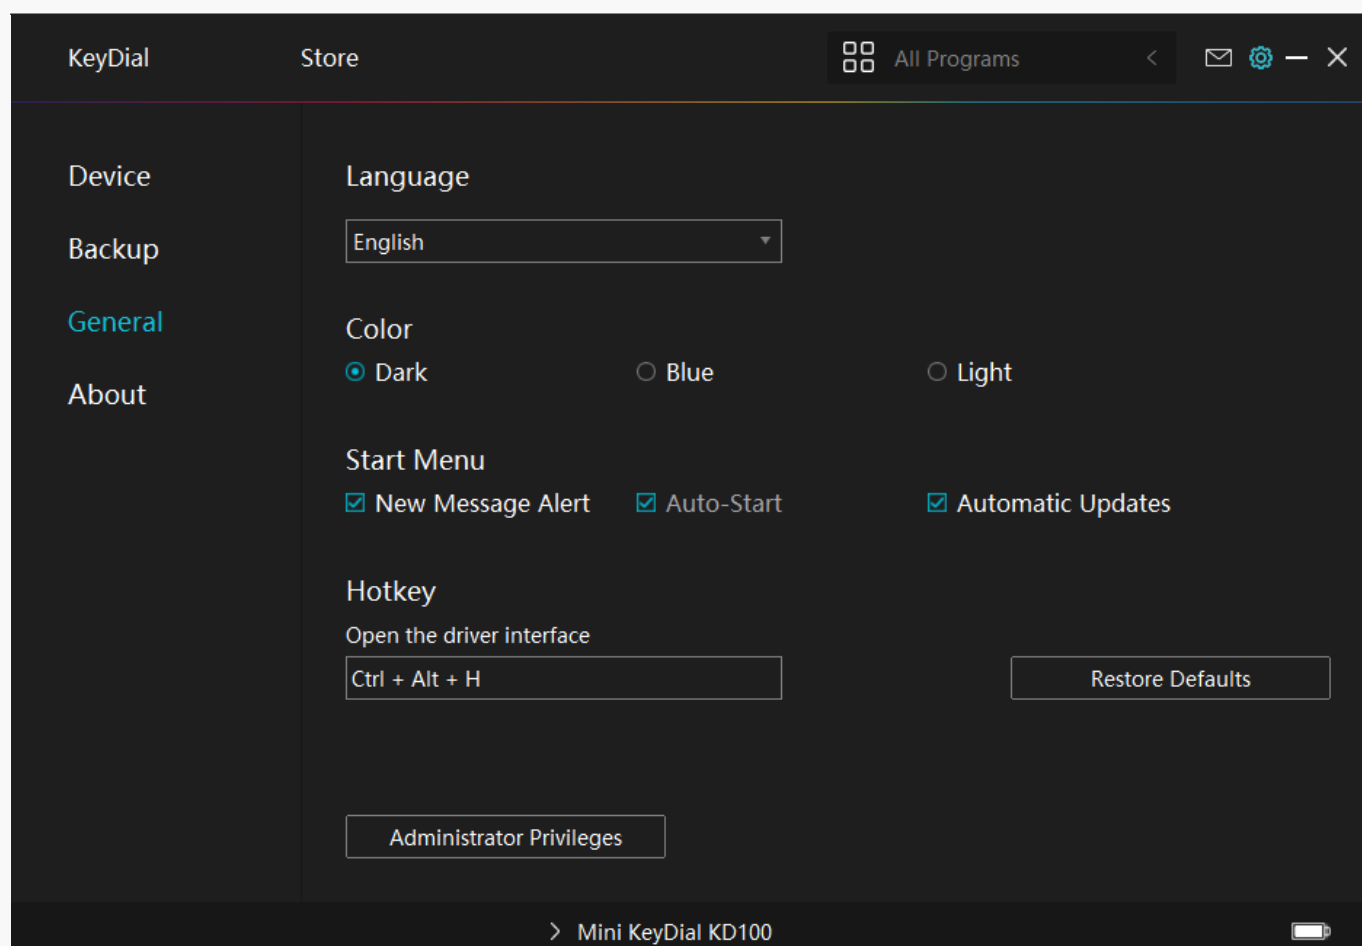 KeyDial Store All Programs
Device
Backup
General
About
Language
English
Color
Dark Blue Light
Start Menu
New Message Alert Auto-Start Automatic Updates
Hotkey
Open the driver interface
Ctrl + Alt + H Restore Defaults
Administrator Privileges
Mini KeyDial KD100